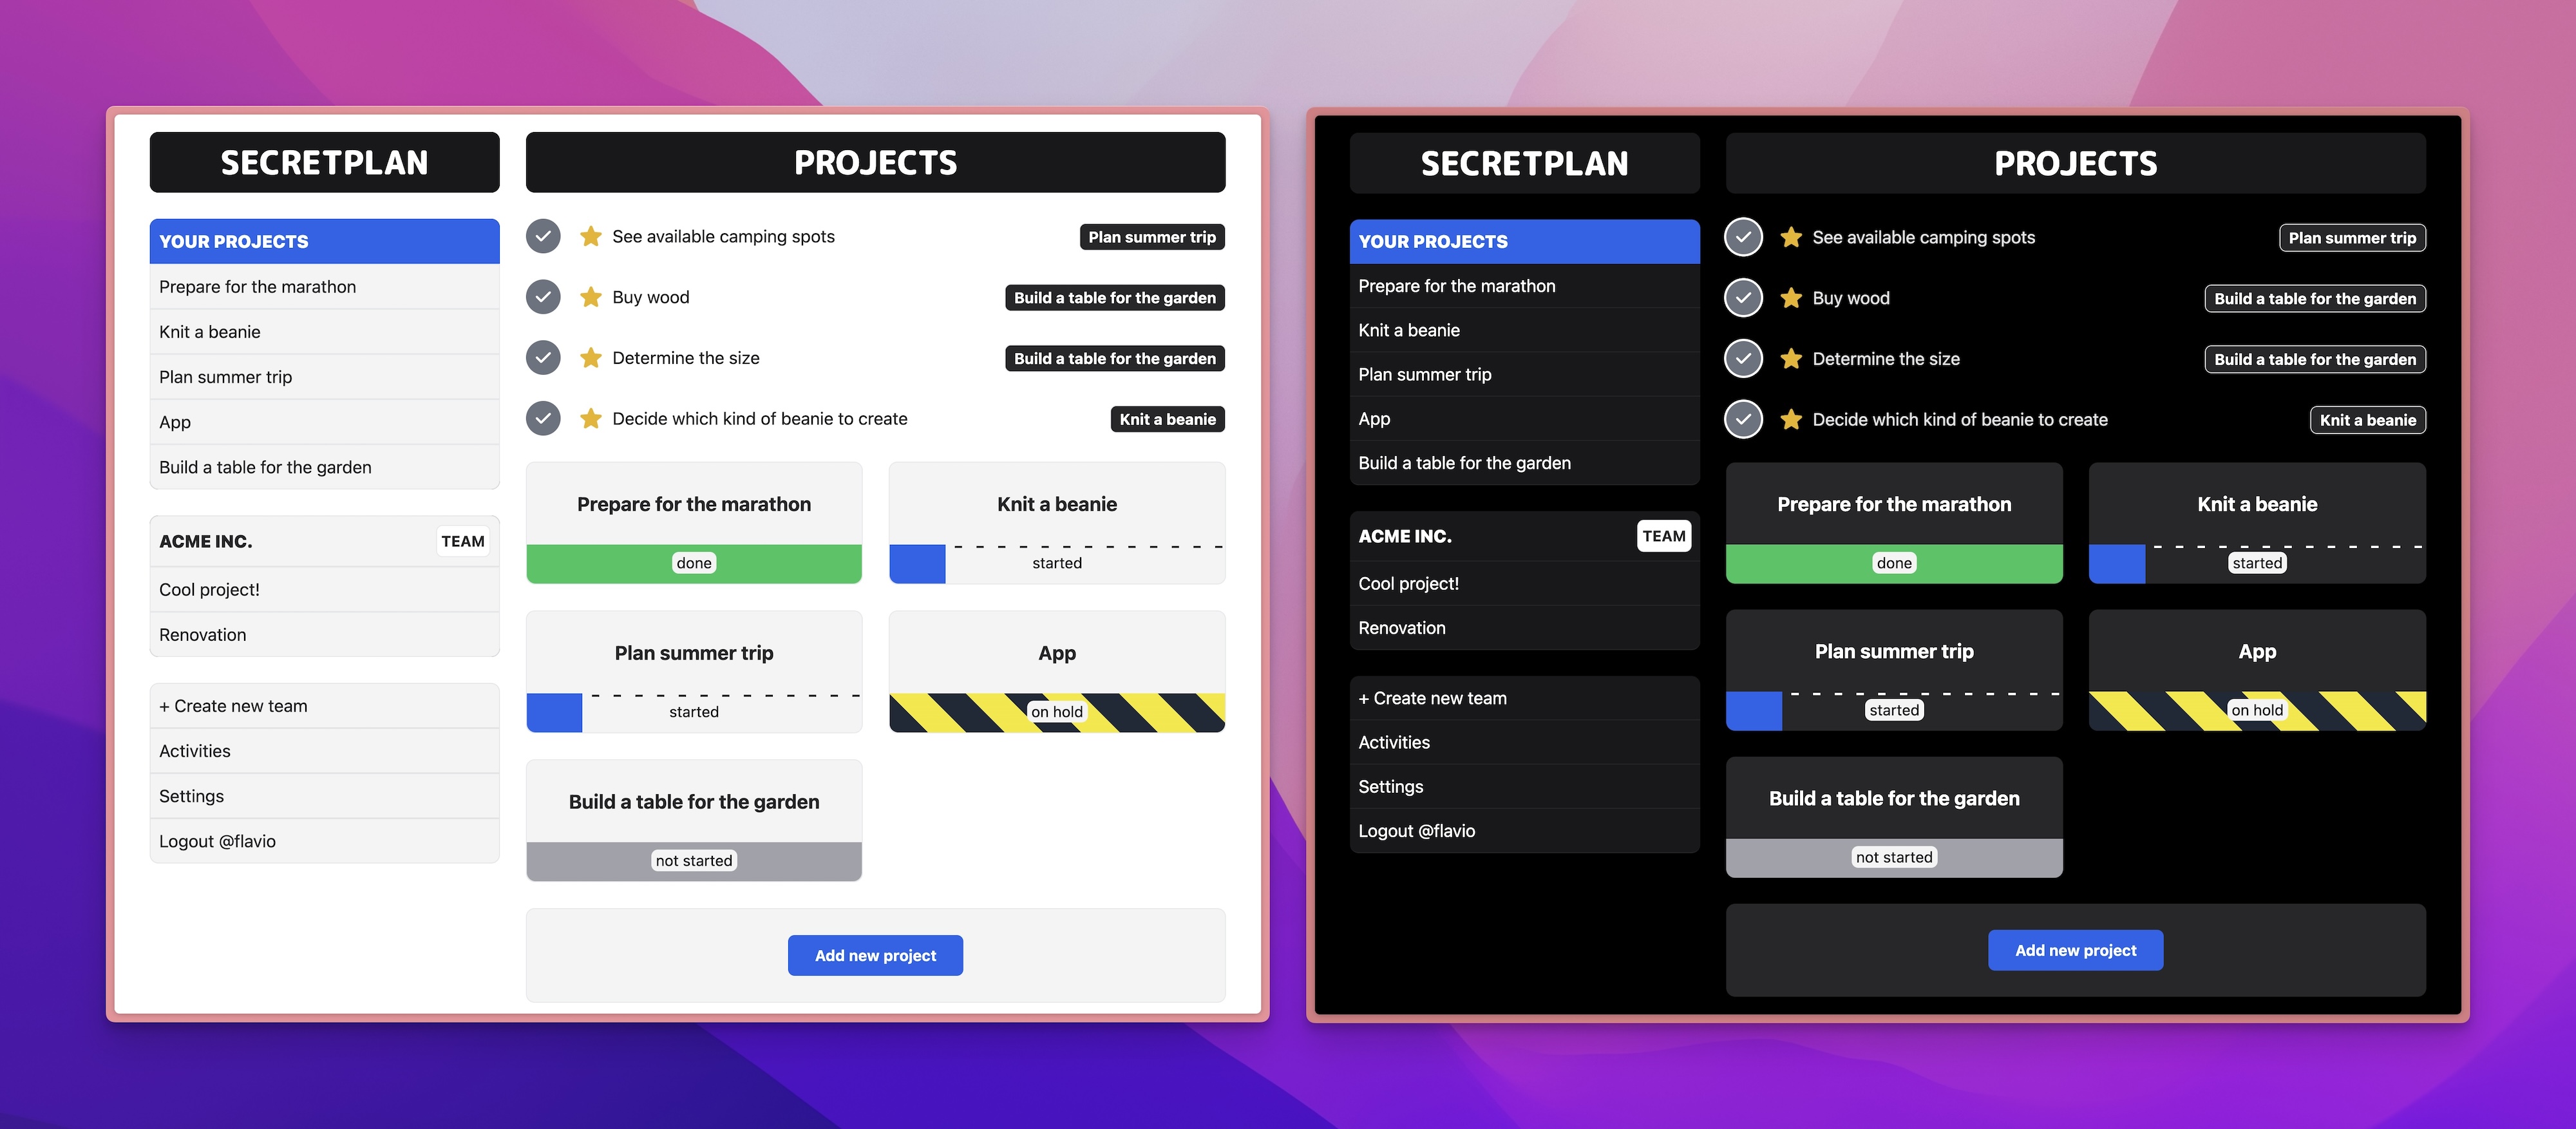 SECRETPLAN
YOUR PROJECTS
Prepare for the marathon
Knit a beanie
Plan summer trip
App
Build a table for the garden
ACME INC. TEAM
Cool project!
Renovation
+ Create new team
Activities
Settings
Logout @flavio
PROJECTS
See available camping spots Plan summer trip
Buy wood Build a table for the garden
Determine the size Build a table for the garden
Decide which kind of beanie to create Knit a beanie
Prepare for the marathon
done
Knit a beanie
started
Plan summer trip
started
App
on hold
Build a table for the garden
not started
Add new project
SECRETPLAN
YOUR PROJECTS
Prepare for the marathon
Knit a beanie
Plan summer trip
App
Build a table for the garden
ACME INC. TEAM
Cool project!
Renovation
+ Create new team
Activities
Settings
Logout @flavio
PROJECTS
See available camping spots Plan summer trip
Buy wood Build a table for the garden
Determine the size Build a table for the garden
Decide which kind of beanie to create Knit a beanie
Prepare for the marathon
done
Knit a beanie
started
Plan summer trip
started
App
on hold
Build a table for the garden
not started
Add new project